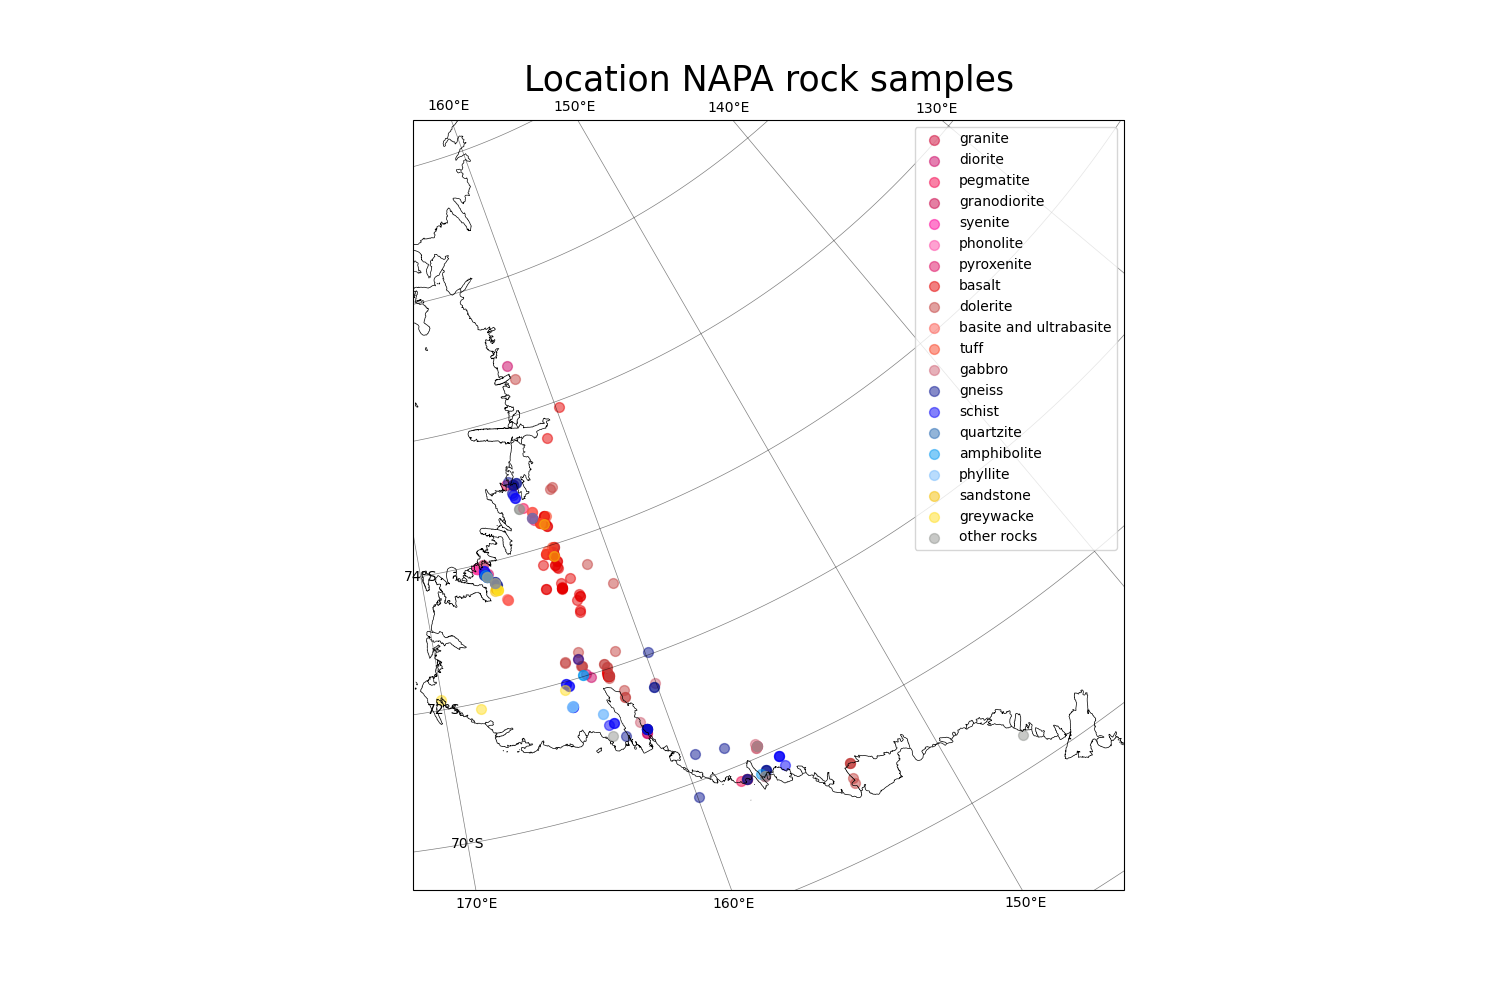 Location NAPA rock samples
160°E
150°E
140°E
130°E
granite
diorite
pegmatite
granodiorite
syenite
phonolite
pyroxenite
basalt
dolerite
basite and ultrabasite
tuff
gabbro
gneiss
schist
quartzite
amphibolite
phyllite
sandstone
greywacke
other rocks
74°S
72°S
70°S
170°E
160°E
150°E